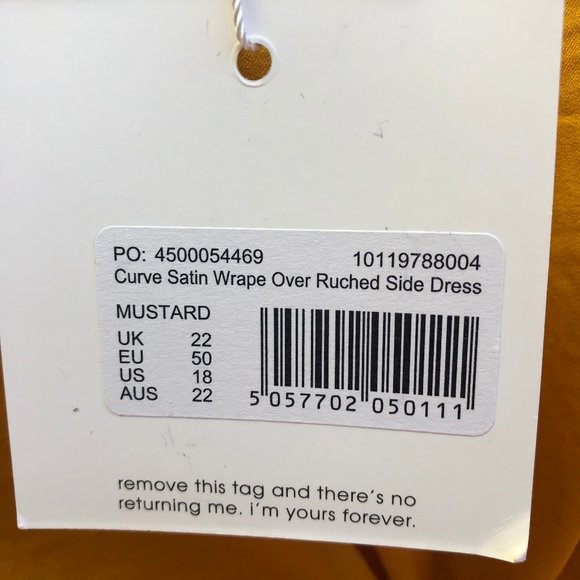 PO: 4500054469 10119788004
Curve Satin Wrape Over Ruched Side Dress
MUSTARD
UK 22
EU 50
US 18
AUS 22
5 057702 050111
remove this tag and there's no
returning me. i'm yours forever.